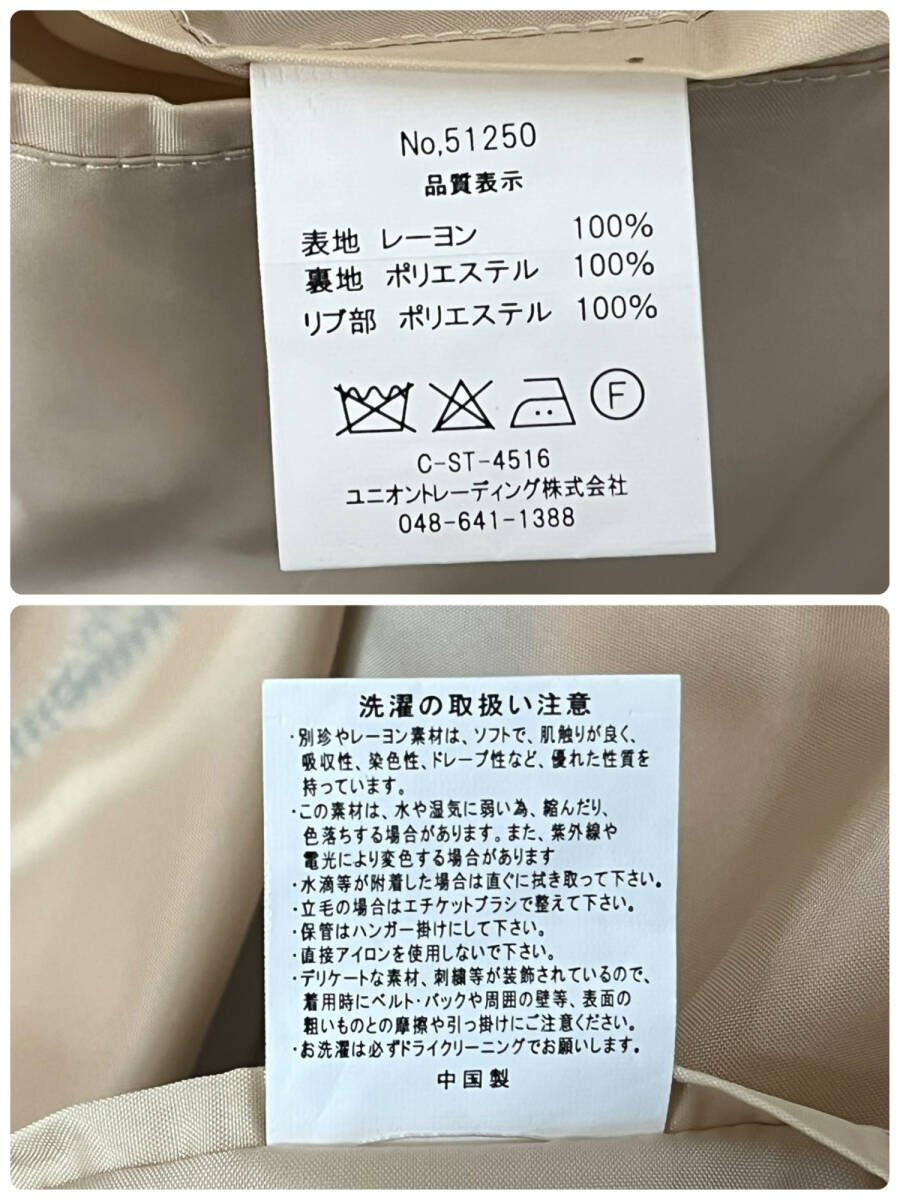 No,51250
品質表示
表地 レーヨン 100%
裏地 ポリエステル 100%
リブ部 ポリエステル 100%
F
C-ST-4516
ユニオントレーディング株式会社
048-641-1388
洗濯の取扱い注意
・別珍やレーヨン素材は、ソフトで、肌触りが良く、
吸収性、染色性、ドレープ性など、優れた性質を
持っています。
・この素材は、水や湿気に弱い為、縮んだり、
色落ちする場合があります。また、紫外線や
電光により変色する場合があります
・水滴等が附着した場合は直ぐに拭き取って下さい。
・立毛の場合はエチケットブラシで整えて下さい。
・保管はハンガー掛けにして下さい。
・直接アイロンを使用しないで下さい。
・デリケートな素材、刺繍等が装飾されているので、
着用時にベルト・バックや周囲の壁等、表面の
粗いものとの摩擦や引っ掛けにご注意ください。
・お洗濯は必ずドライクリーニングでお願いします。
中国製